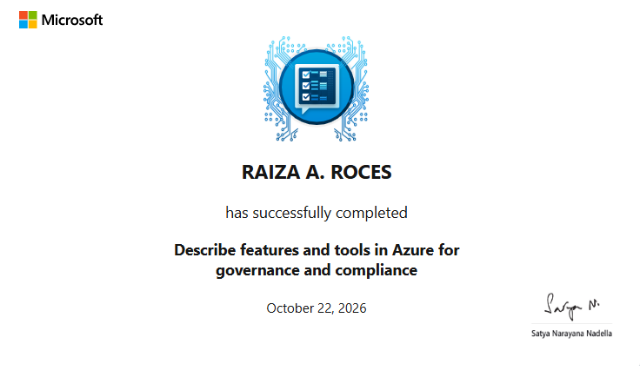 Microsoft
RAIZA A. ROCES
has successfully completed
Describe features and tools in Azure for
governance and compliance
October 22, 2026
Satya N.
Satya Narayana Nadella